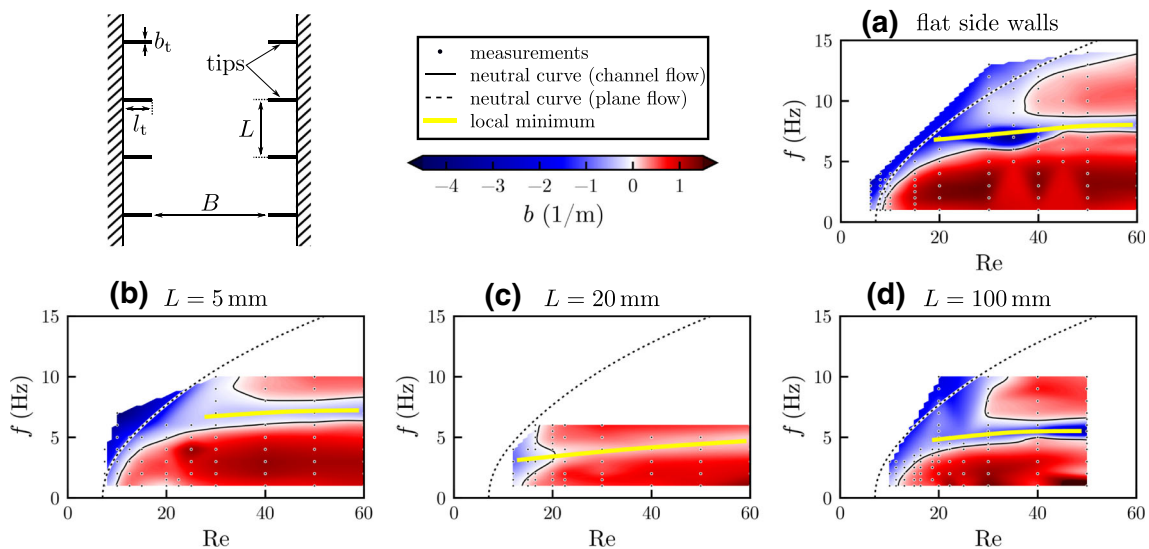 b_t
tips
l_t
L
B
measurements
neutral curve (channel flow)
neutral curve (plane flow)
local minimum
−4 −3 −2 −1 0 1
b (1/m)
(a) flat side walls
15
10
5
0
f (Hz)
0 20 40 60
Re
(b) L = 5 mm
15
10
5
0
f (Hz)
0 20 40 60
Re
(c) L = 20 mm
15
10
5
0
f (Hz)
0 20 40 60
Re
(d) L = 100 mm
15
10
5
0
f (Hz)
0 20 40 60
Re